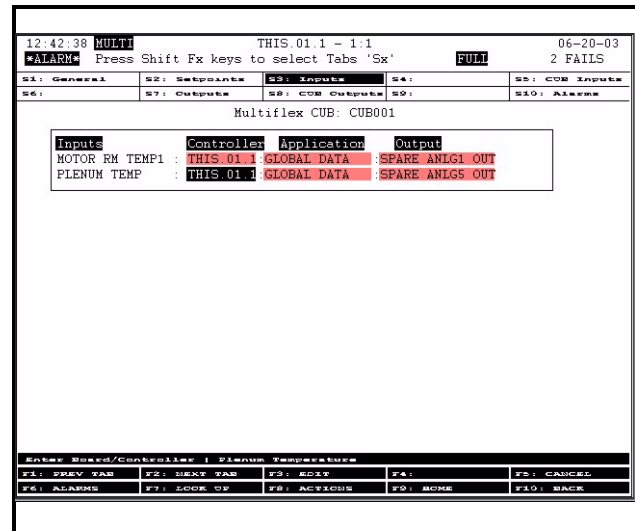 12:42:38 MULTI THIS.01.1 - 1:1 06-20-03
*ALARM* Press Shift Fx keys to select Tabs 'Sx' FULL 2 FAILS
S1: General S2: Setpoints S3: Inputs S4: S5: CUB Inputs
S6: S7: Outputs S8: CUB Outputs S9: S10: Alarms
Multiflex CUB: CUB001
Inputs Controller Application Output
MOTOR RM TEMP1 : THIS.01.1:GLOBAL DATA :SPARE ANLG1 OUT
PLENUM TEMP : THIS.01.1:GLOBAL DATA :SPARE ANLG5 OUT
Enter Board/Controller | Plenum Temperature
F1: PREV TAB F2: NEXT TAB F3: EDIT F4: F5: CANCEL
F6: ALARMS F7: LOOK UP F8: ACTIONS F9: HOME F10: BACK